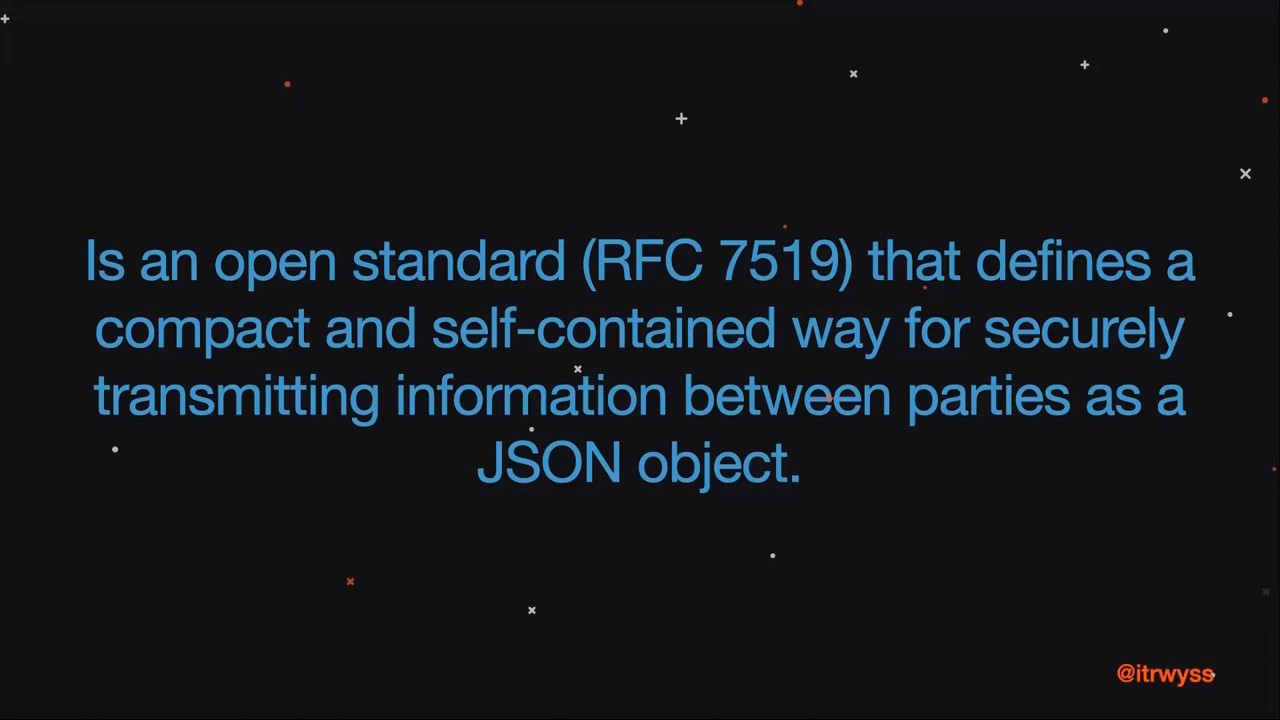 Is an open standard (RFC 7519) that defines a
compact and self-contained way for securely
transmitting information between parties as a
JSON object.
@itrwyss